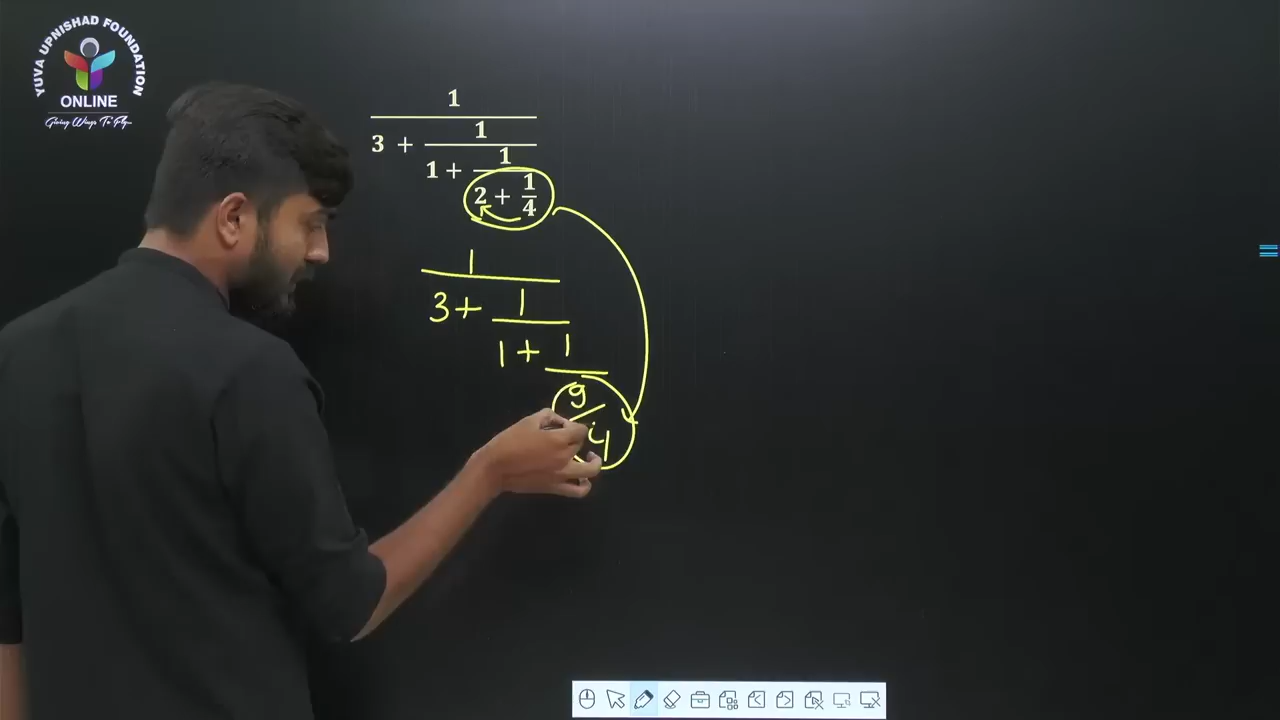 YUVA UPNISHAD FOUNDATION
ONLINE
Giving Wings To Fly
1
3 + 1
1 + 1
2 + 1
4
1
3 + 1
1 + 1
9
4